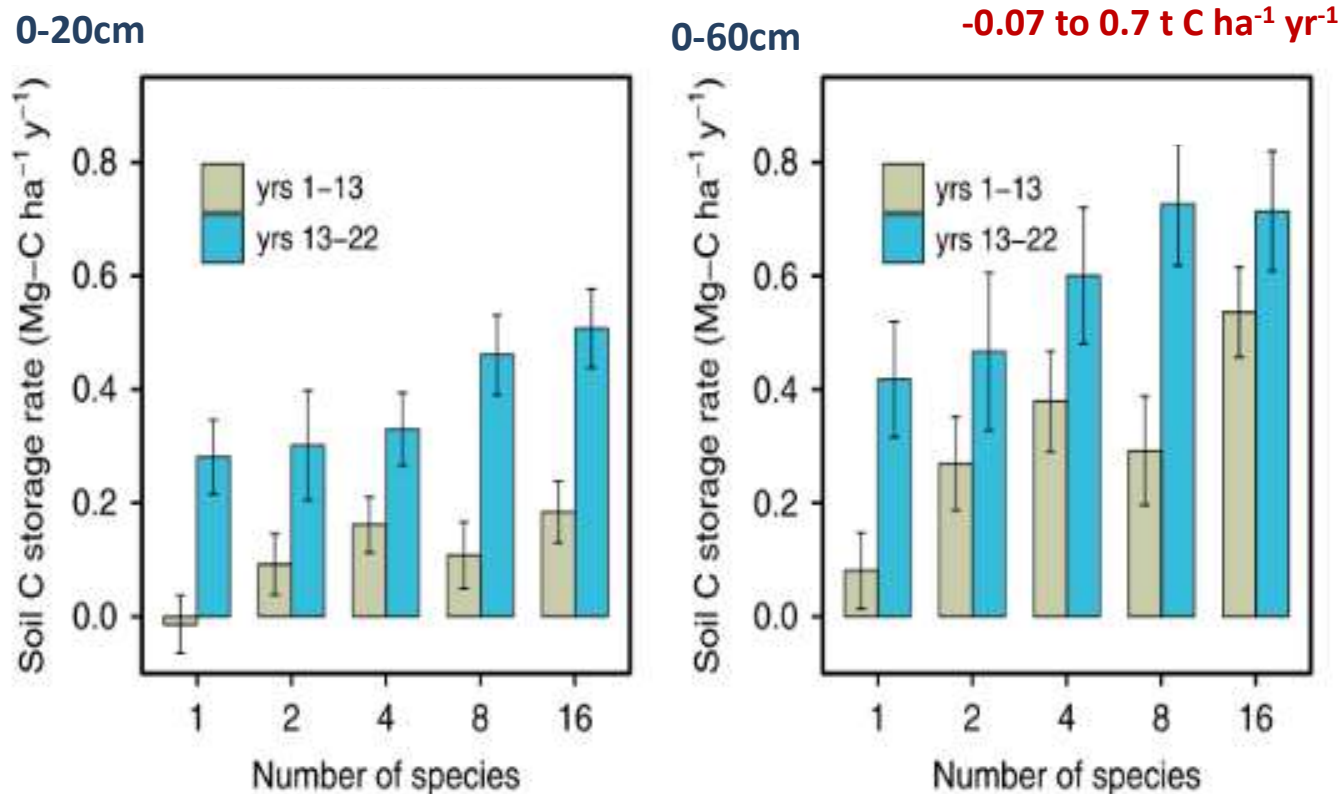 0-20cm
0-60cm
-0.07 to 0.7 t C ha⁻¹ yr⁻¹
Soil C storage rate (Mg–C ha⁻¹ y⁻¹)
0.8
0.6
0.4
0.2
0.0
yrs 1–13
yrs 13–22
1 2 4 8 16
Number of species
Soil C storage rate (Mg–C ha⁻¹ y⁻¹)
0.8
0.6
0.4
0.2
0.0
yrs 1–13
yrs 13–22
1 2 4 8 16
Number of species